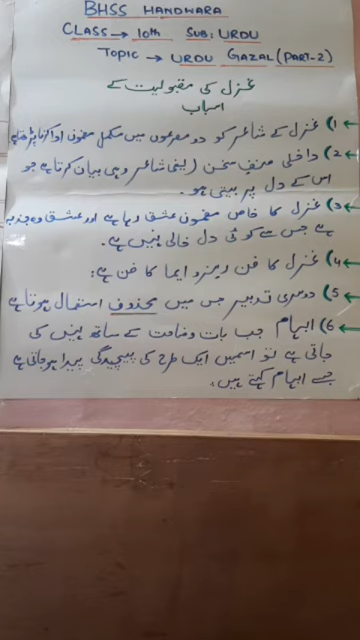 BHSS HANDWARA
CLASS → 10th SUB: URDU
TOPIC → URDU GAZAL (PART-2)
غزل کی مقبولیت کے
اسباب
1) غزل کے شاعر کو دو مصرعوں میں مکمل مضمون ادا کرنا پڑتا ہے
2) داخلی صنفِ سخن (یعنی شاعر وہی بیان کرتا ہے جو
اس کے دل پر بیتی ہو۔
3) غزل کا خاص مضمون عشق رہا ہے اور عشق وہ جذبہ
ہے جس سے کوئی دل خالی نہیں ہے۔
4) غزل کا فن رمز و ایما کا فن ہے:
5) دوسری تدبیر جس میں محذوف استعمال ہوتا ہے
6) ابہام جب بات وضاحت کے ساتھ نہیں کی
جاتی ہے تو اسمیں ایک طرح کی پیچیدگی پیدا ہو جاتی ہے
جسے ابہام کہتے ہیں۔